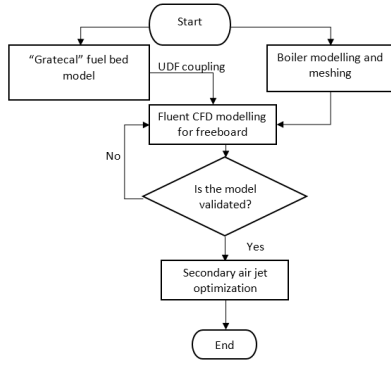 Start
“Gratecal” fuel bed
model
UDF coupling
Boiler modelling and
meshing
Fluent CFD modelling
for freeboard
No
Is the model
validated?
Yes
Secondary air jet
optimization
End